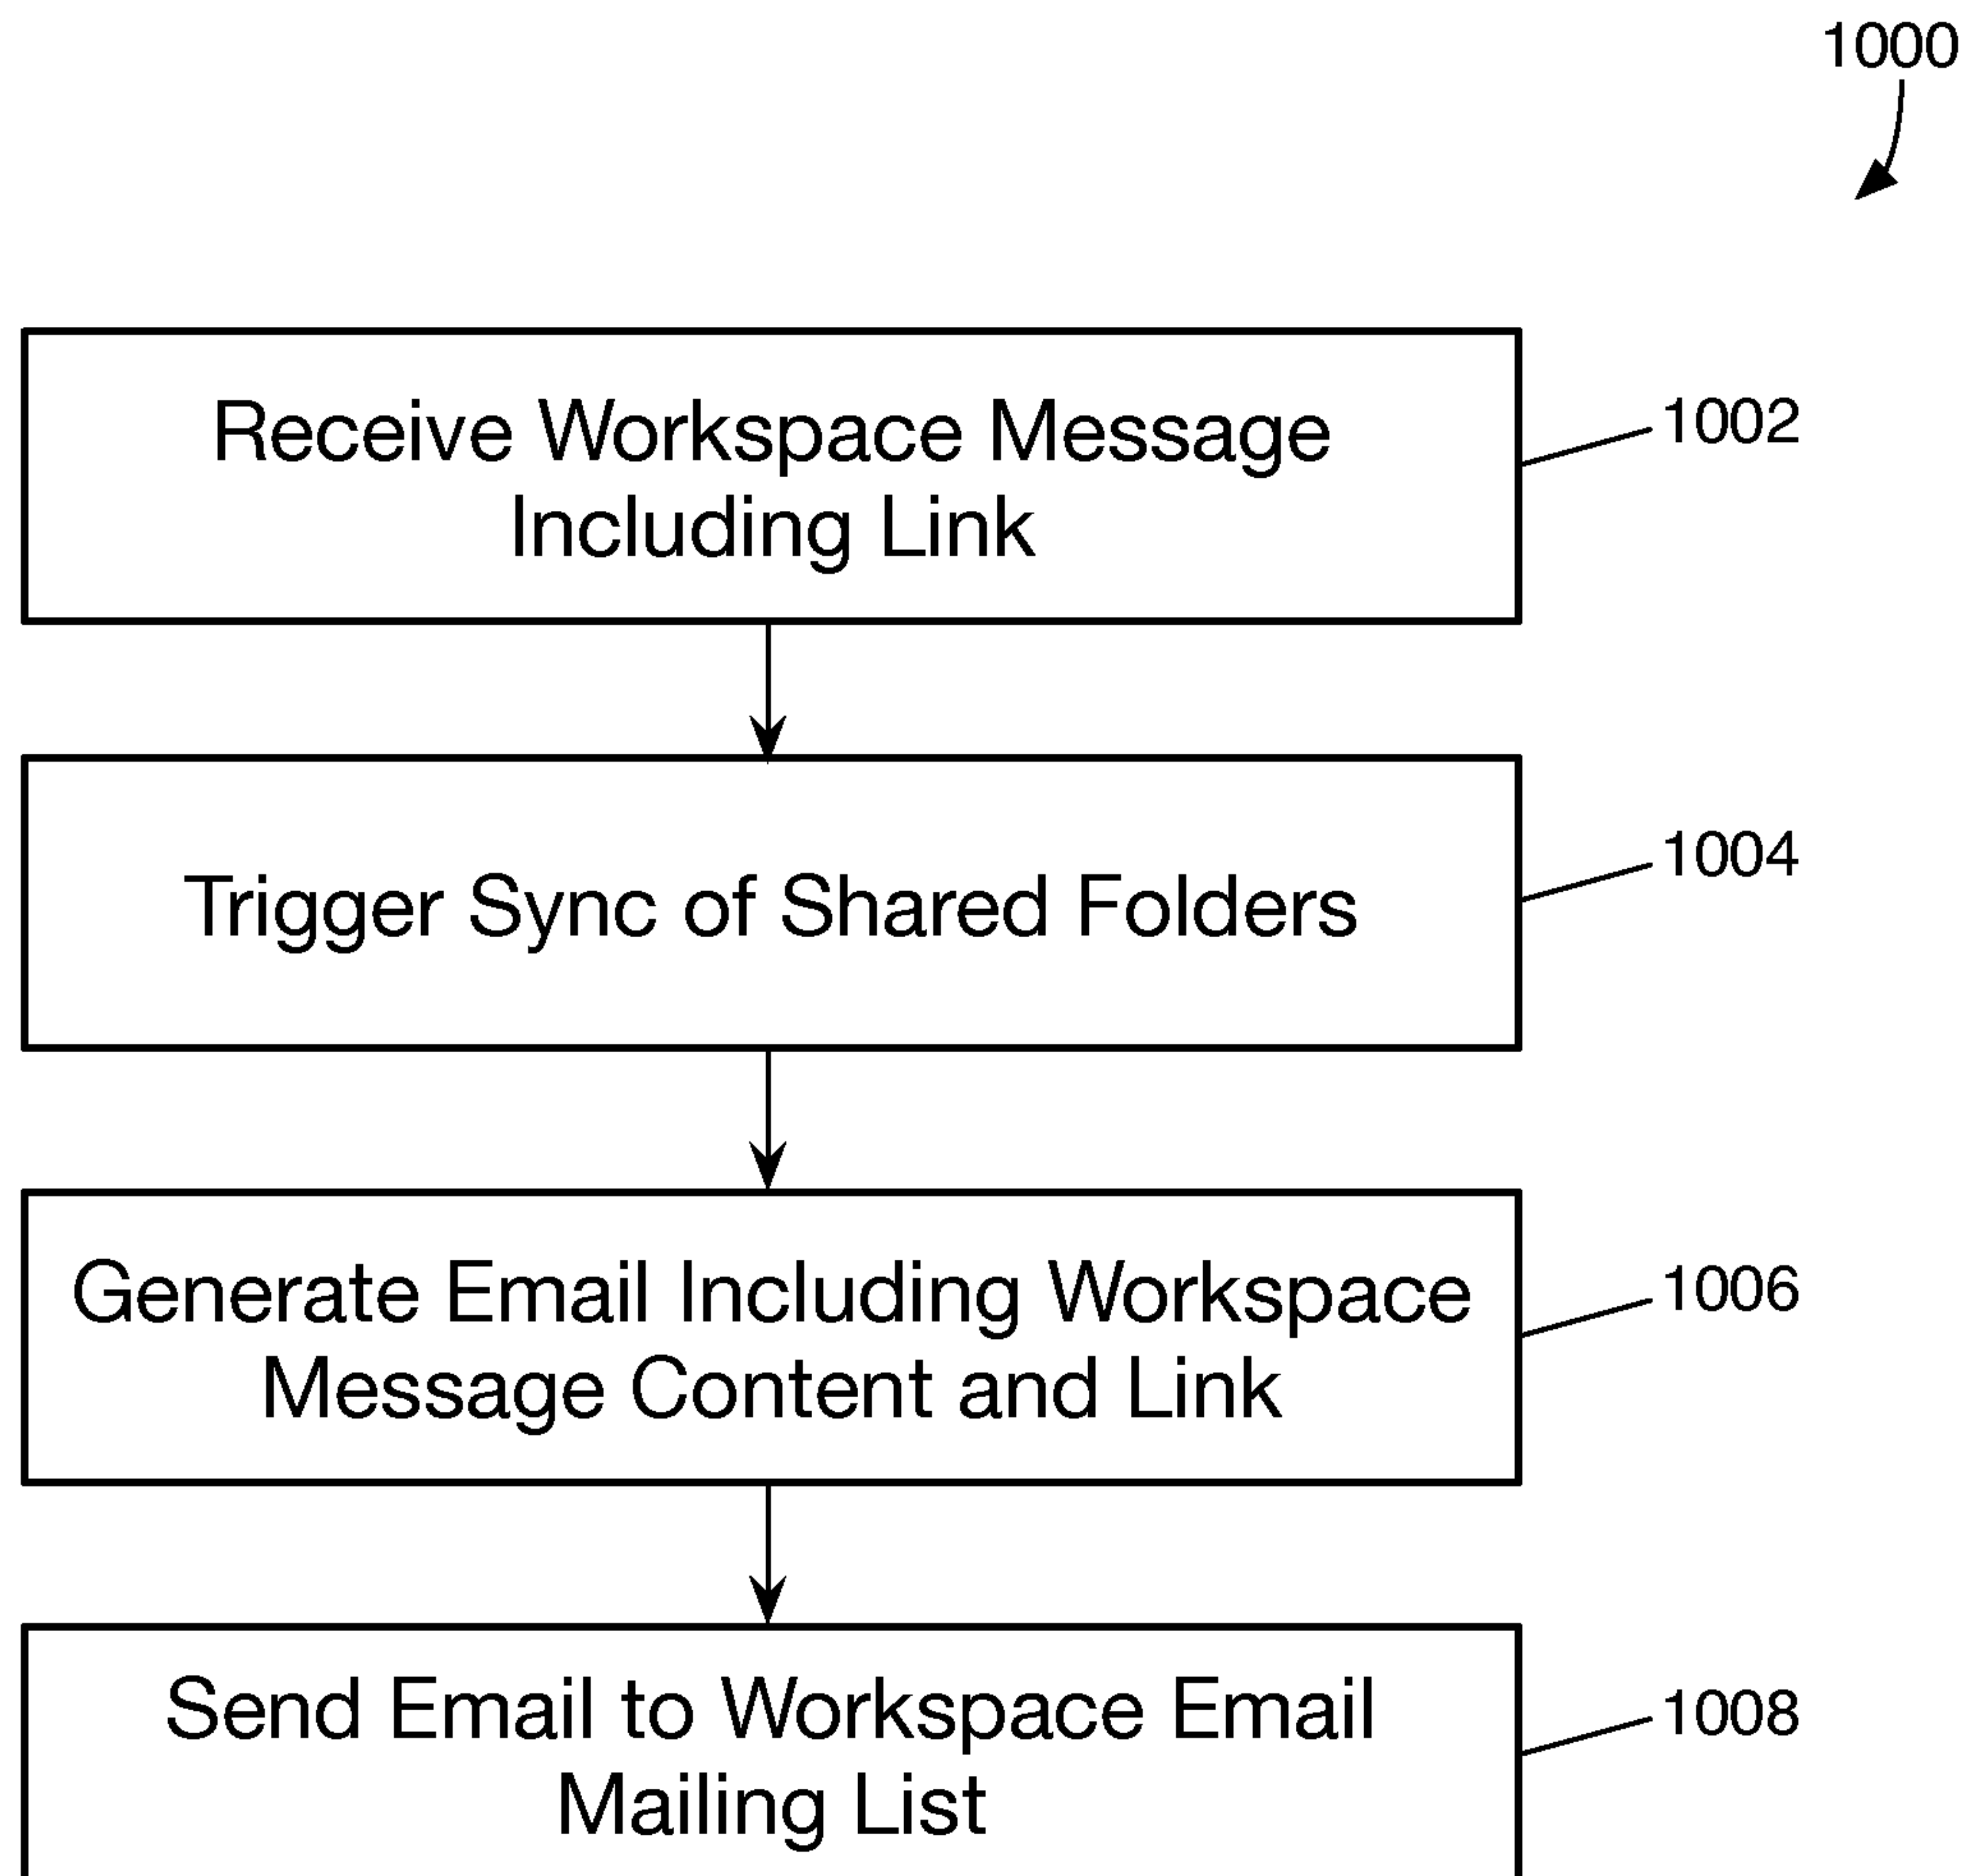 1000
Receive Workspace Message
Including Link
1002
Trigger Sync of Shared Folders
1004
Generate Email Including Workspace
Message Content and Link
1006
Send Email to Workspace Email
Mailing List
1008